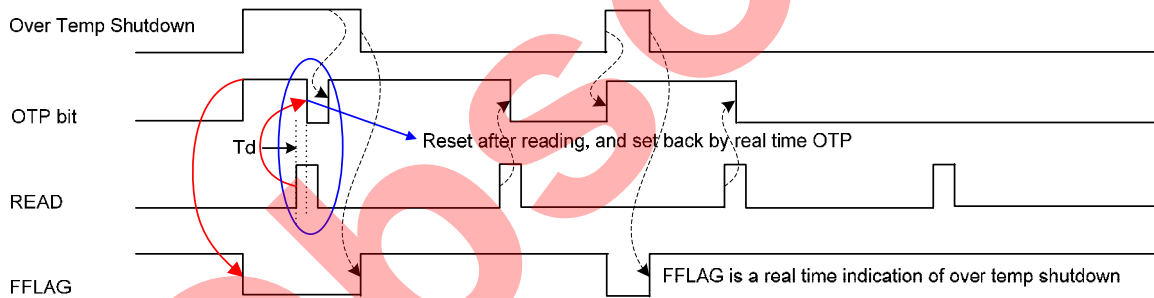 Over Temp Shutdown
OTP bit
Td
Reset after reading, and set back by real time OTP
READ
FFLAG
FFLAG is a real time indication of over temp shutdown